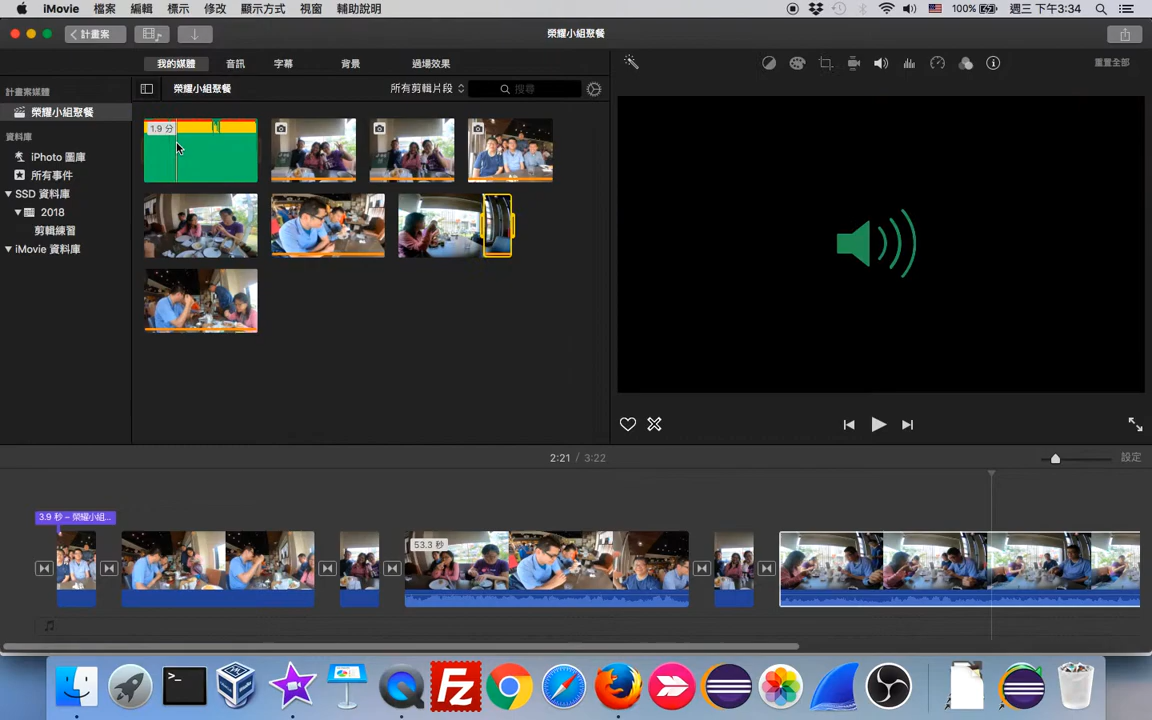 iMovie 檔案 編輯 標示 修改 顯示方式 視窗 輔助說明
100% 週三 下午3:34
計畫案
榮耀小組聚餐
我的媒體 音訊 字幕 背景 過場效果
重置全部
計畫案媒體
榮耀小組聚餐
榮耀小組聚餐
所有剪輯片段
搜尋
資料庫
iPhoto 圖庫
所有事件
SSD 資料庫
2018
剪輯練習
iMovie 資料庫
1.9 分
2:21 / 3:22
設定
3.9 秒 – 榮耀小組...
53.3 秒